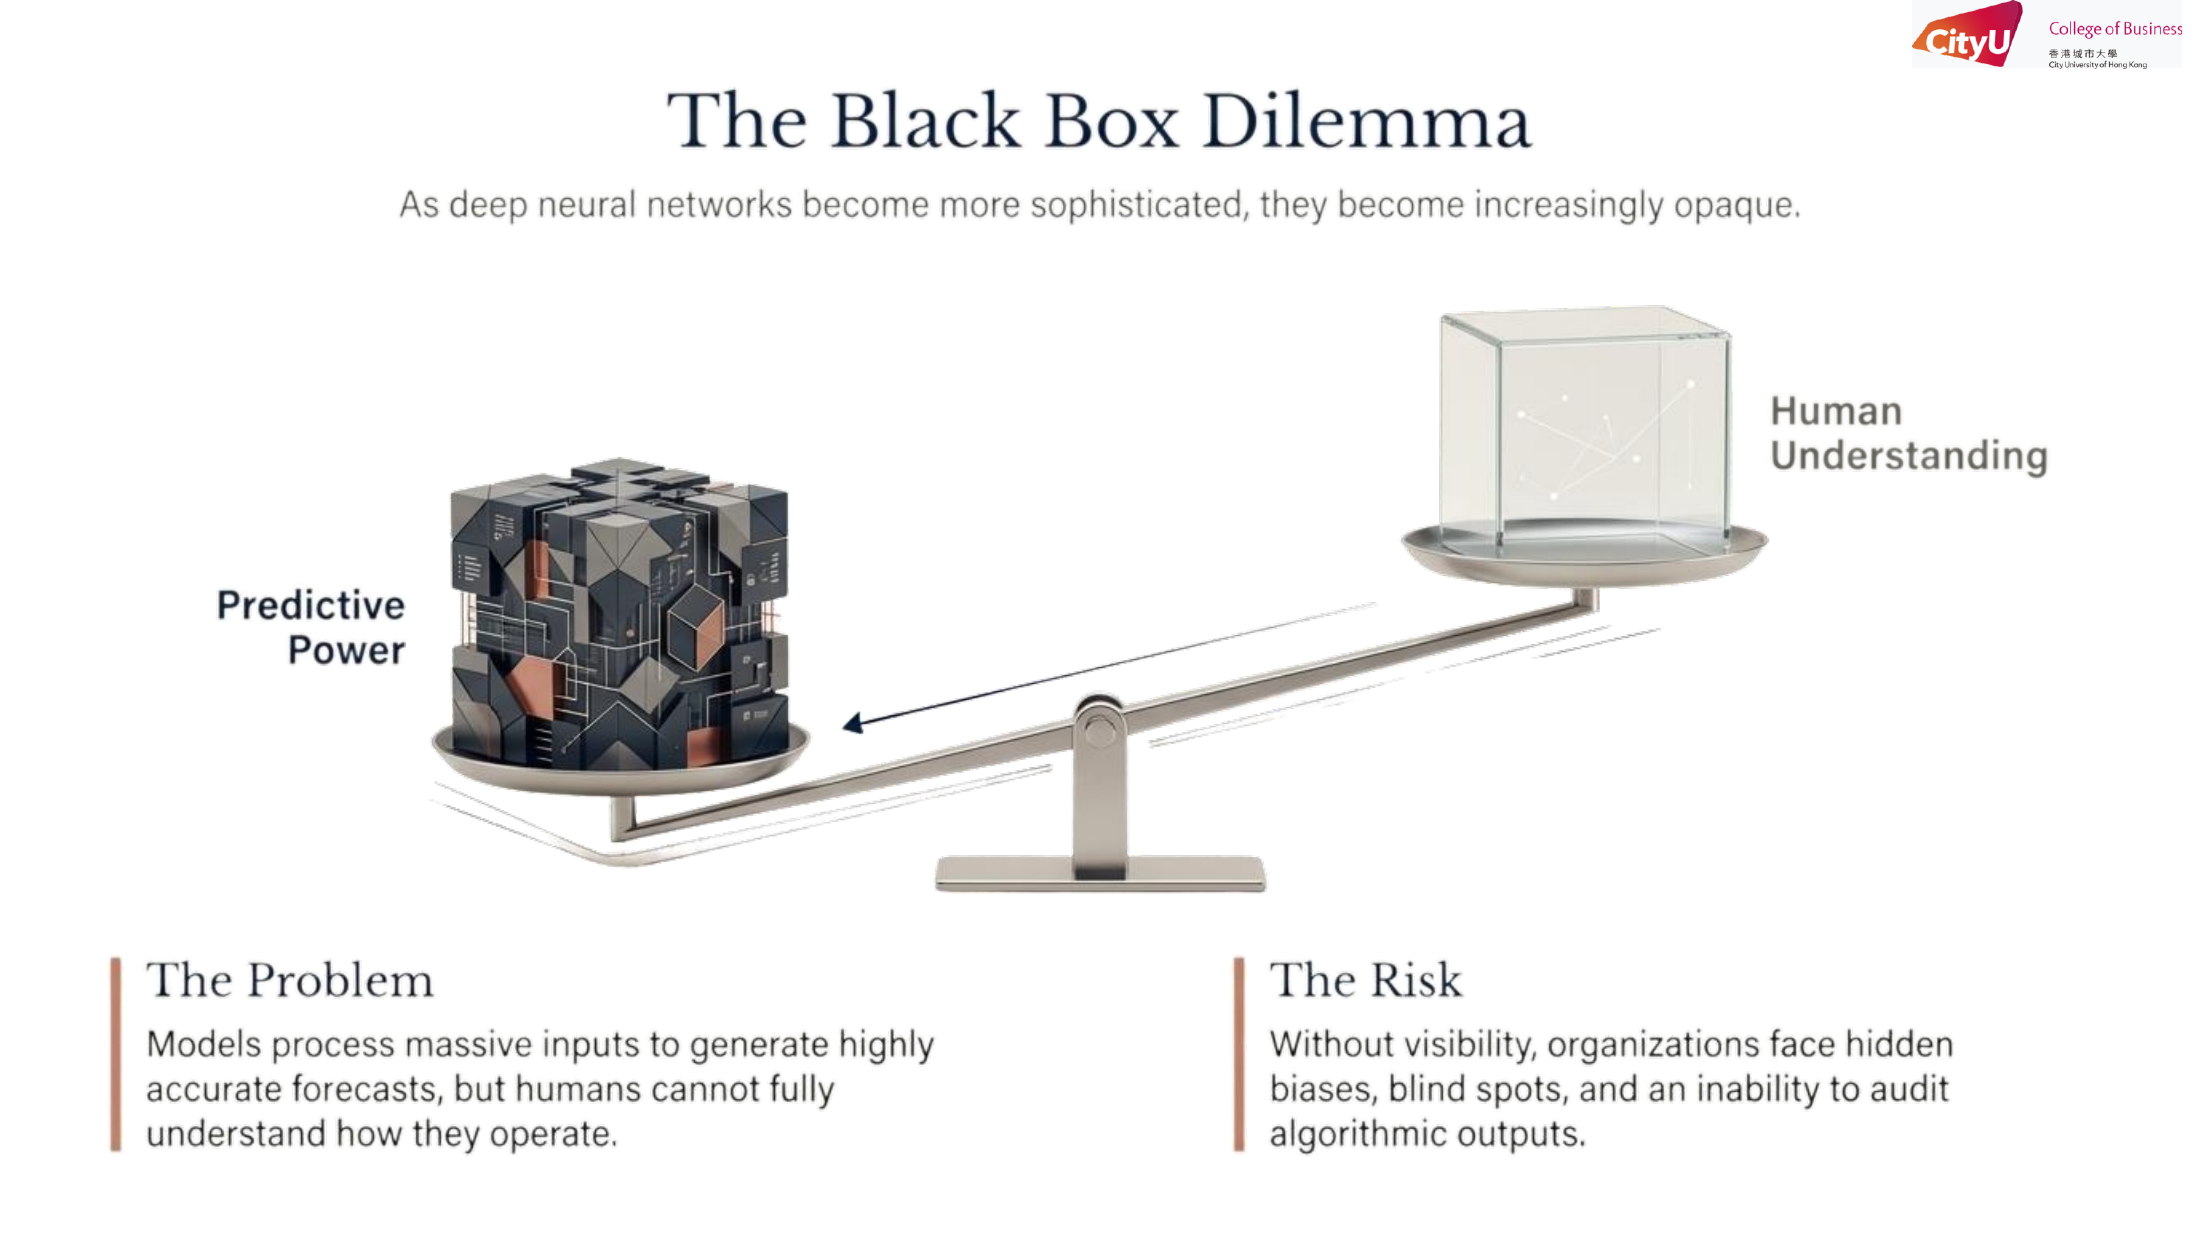 CityU
College of Business
香港城市大學
City University of Hong Kong
The Black Box Dilemma
As deep neural networks become more sophisticated, they become increasingly opaque.
Human
Understanding
Predictive
Power
The Problem
Models process massive inputs to generate highly
accurate forecasts, but humans cannot fully
understand how they operate.
The Risk
Without visibility, organizations face hidden
biases, blind spots, and an inability to audit
algorithmic outputs.